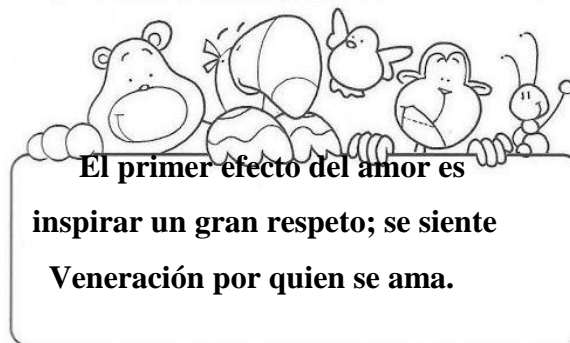 El primer efecto del amor es
inspirar un gran respeto; se siente
Veneración por quien se ama.